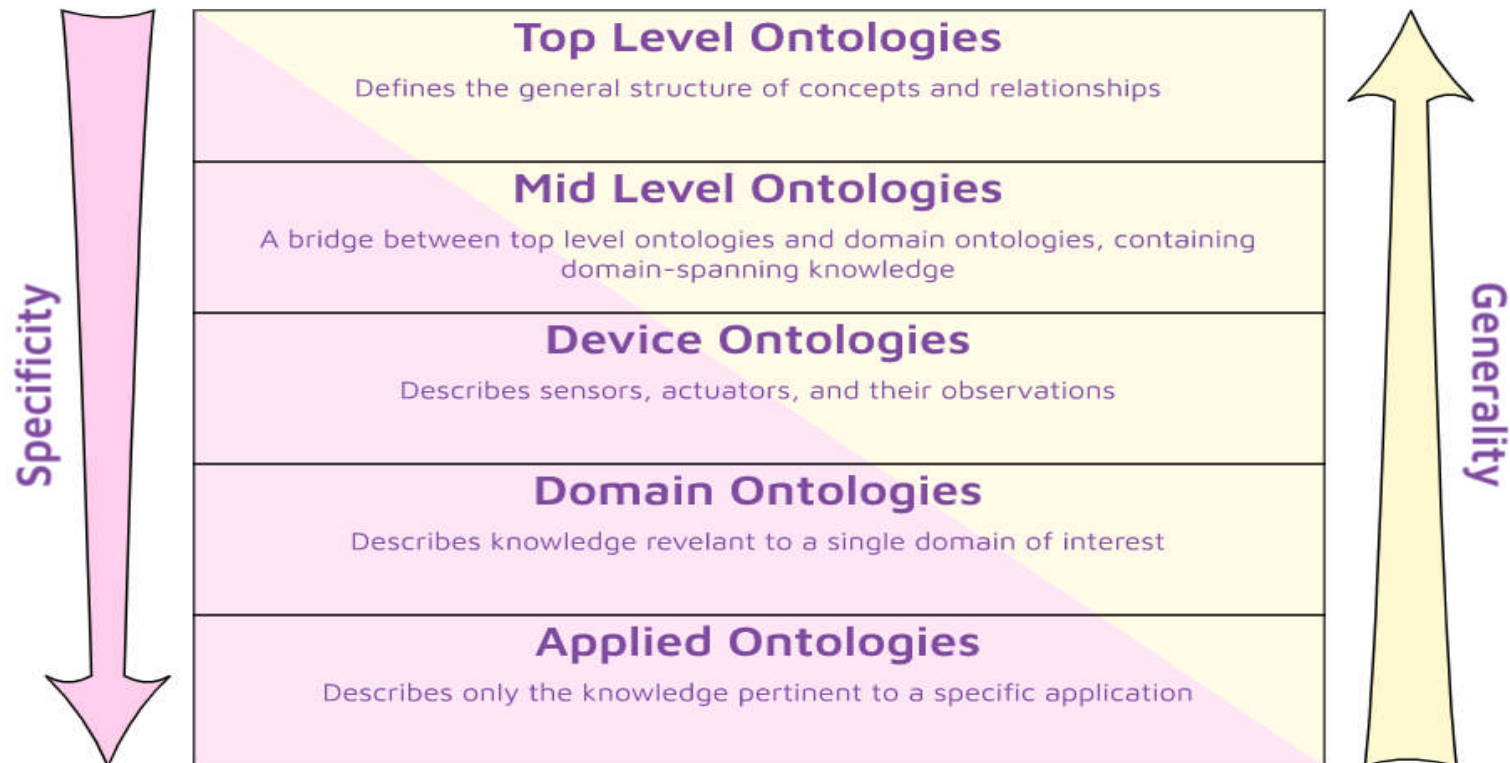 Top Level Ontologies
Defines the general structure of concepts and relationships
Mid Level Ontologies
A bridge between top level ontologies and domain ontologies, containing
domain-spanning knowledge
Device Ontologies
Describes sensors, actuators, and their observations
Domain Ontologies
Describes knowledge revelant to a single domain of interest
Applied Ontologies
Describes only the knowledge pertinent to a specific application
Specificity
Generality